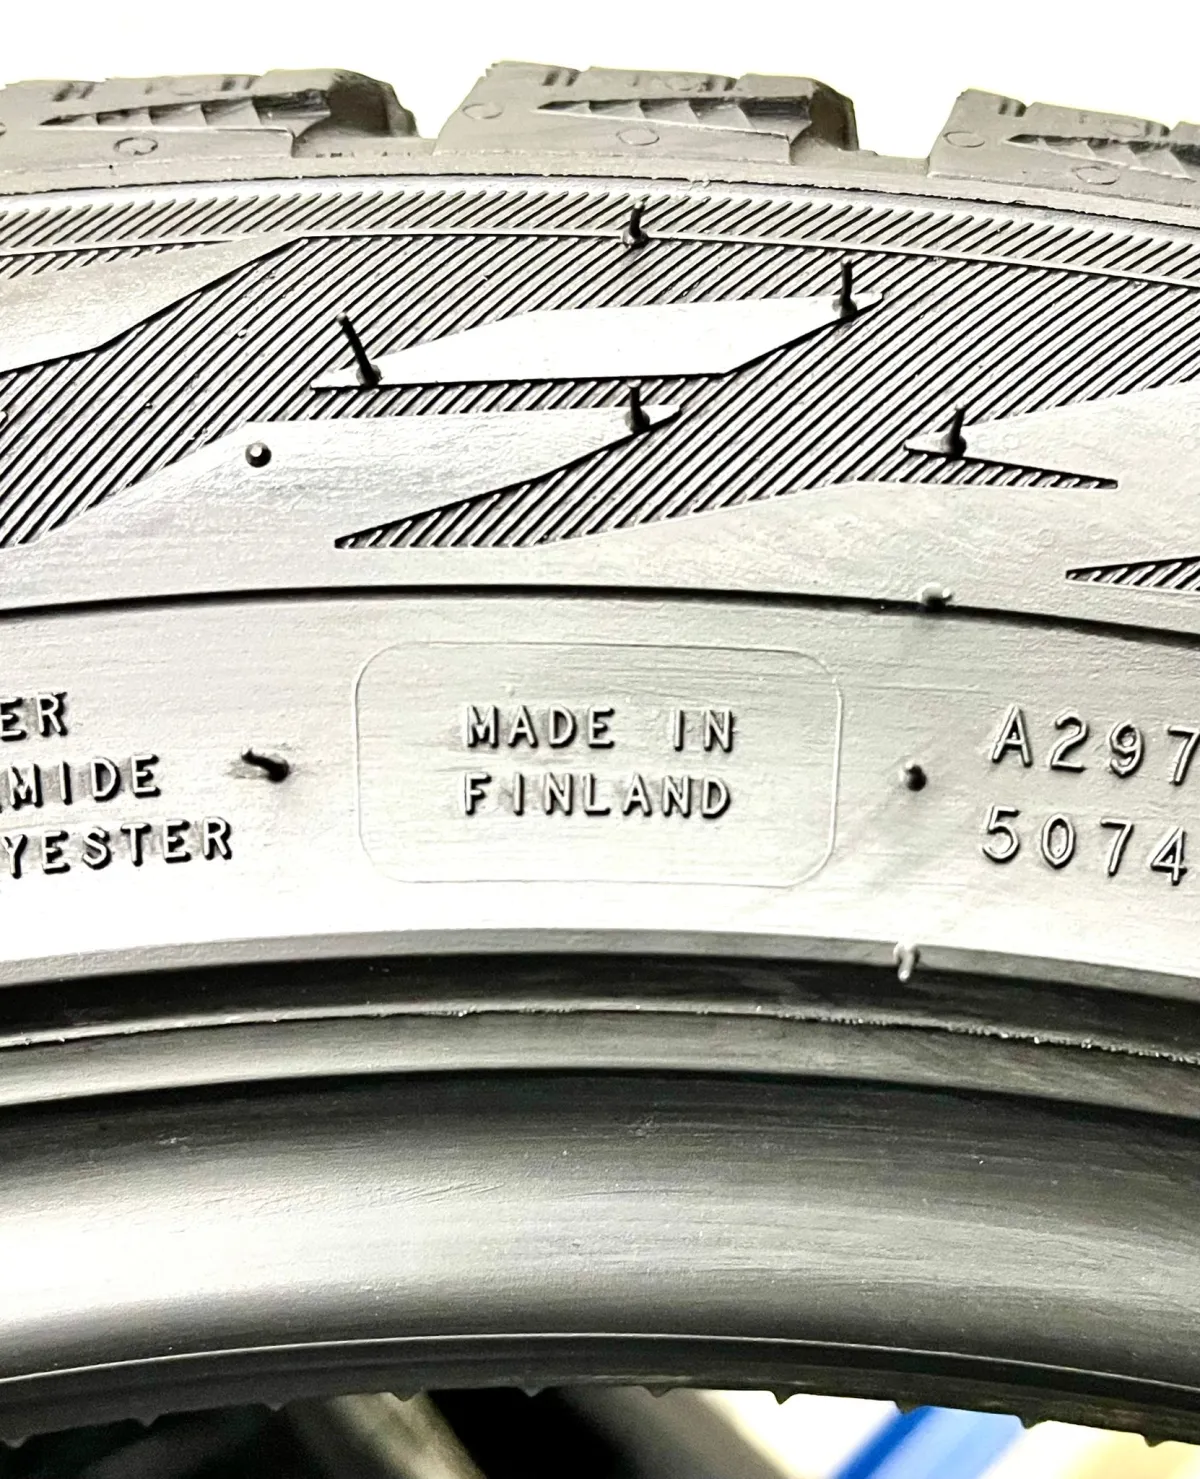 ER
MIDE
YESTER
MADE IN
FINLAND
A297
5074